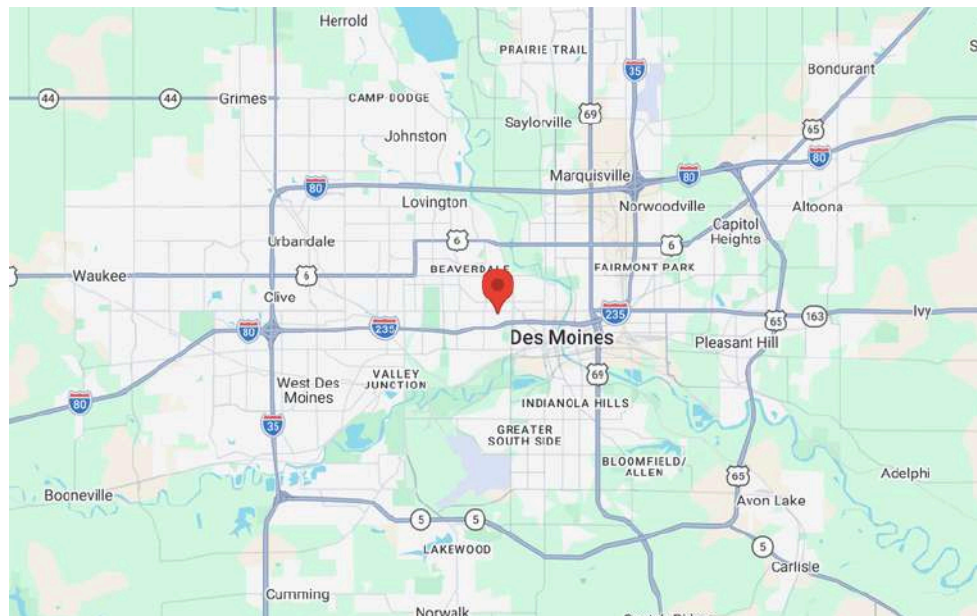 Herrold
PRAIRIE TRAIL
35
Bondurant
44
44
Grimes
CAMP DODGE
69
Saylorville
65
Johnston
80
Marquisville
80
80
Lovington
Norwoodville
Altoona
Capitol
Heights
Urbandale
6
6
Waukee
6
BEAVERDALE
FAIRMONT PARK
Clive
235
Ivy
163
65
80
235
Des Moines
Pleasant Hill
VALLEY
JUNCTION
69
West Des
Moines
80
INDIANOLA HILLS
35
GREATER
SOUTH SIDE
BLOOMFIELD/
ALLEN
65
Adelphi
Booneville
Avon Lake
5
5
LAKEWOOD
5
Carlisle
Cumming
Norwalk